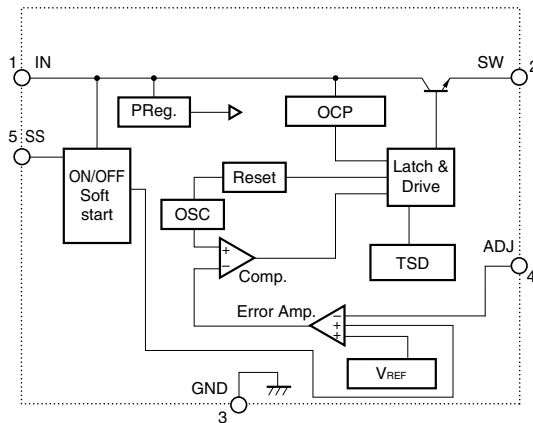 1 IN
SW 2
PReg.
OCP
5 SS
ON/OFF
Soft
start
Latch &
Drive
Reset
OSC
+
−
Comp.
TSD
ADJ
4
Error Amp.
−
+
+
VREF
GND
3